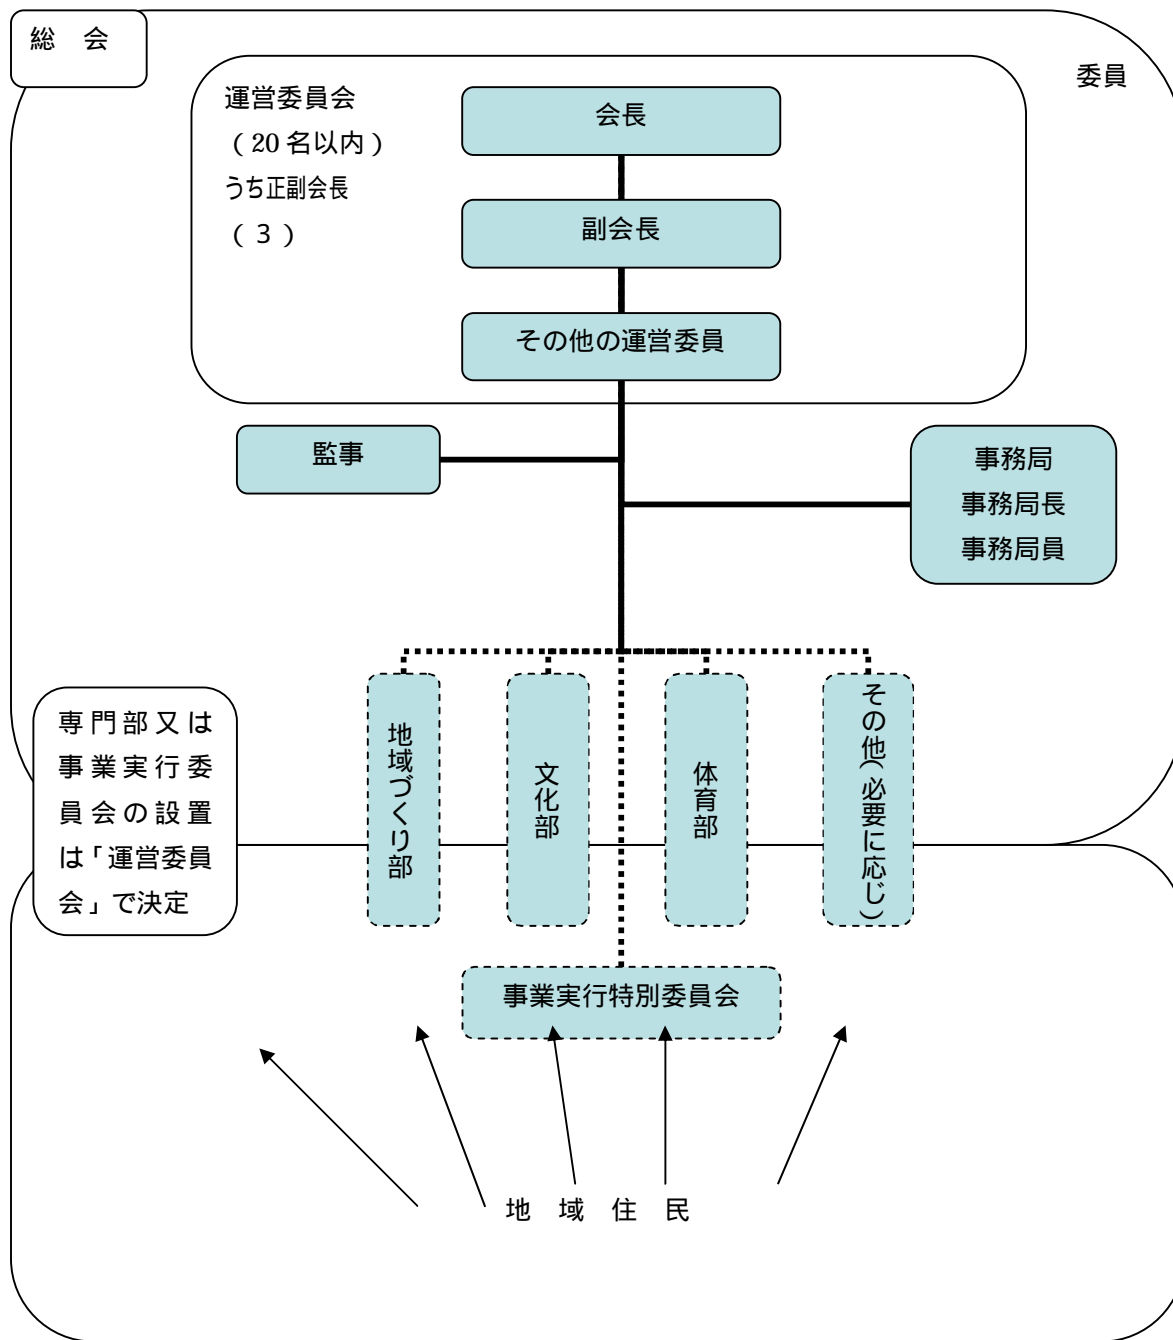 総　会
委員
運営委員会
（20 名以内）
うち正副会長
（３）
会長
副会長
その他の運営委員
監事
事務局
事務局長
事務局員
専門部又は
事業実行委
員会の設置
は「運営委員
会」で決定
地域づくり部
文化部
体育部
その他（必要に応じ）
事業実行特別委員会
地　域　住　民